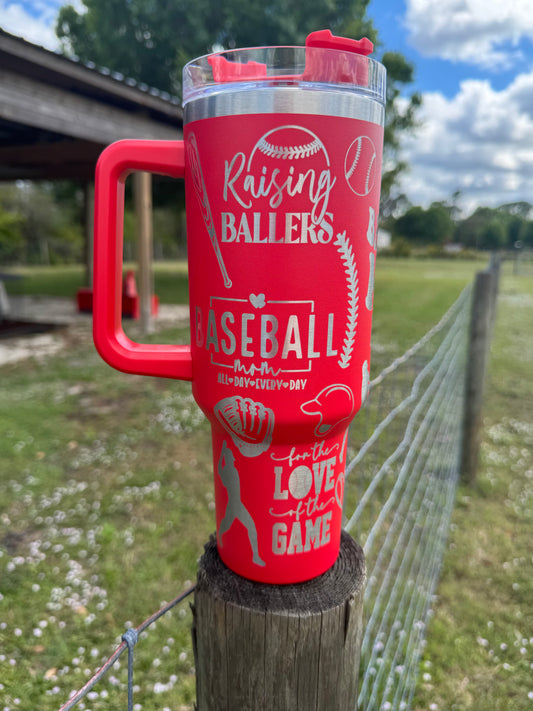 Raising
BALLERS
BASEBALL
mom
ALL DAY EVERY DAY
for the
LOVE
of the
GAME